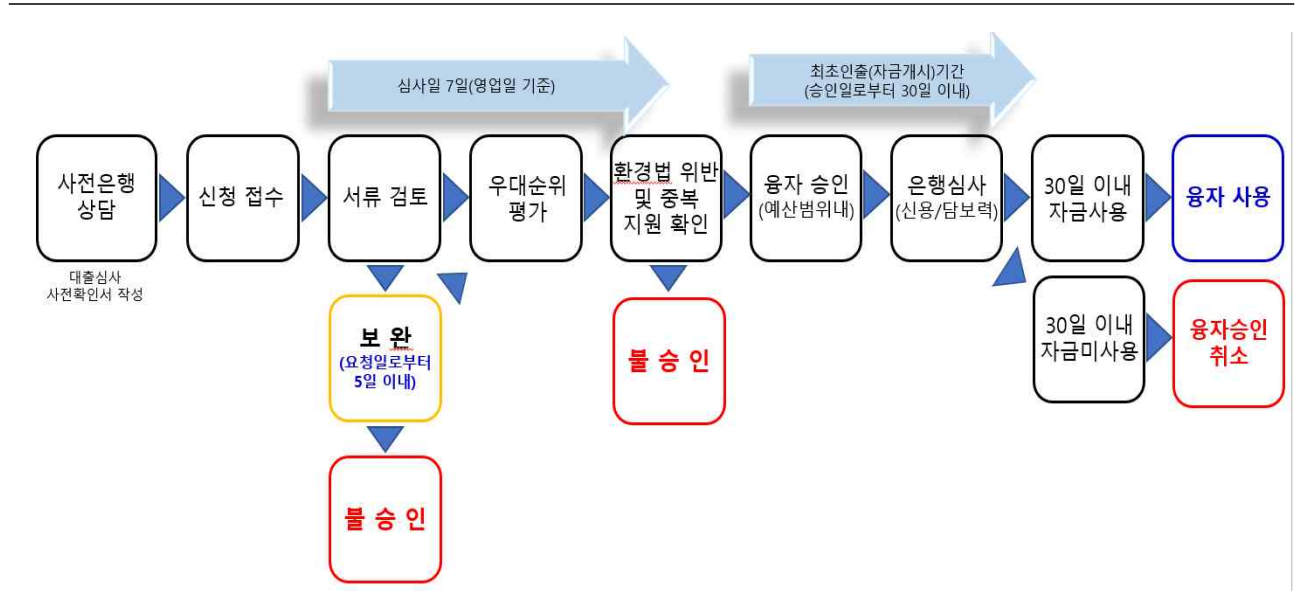 심사일 7일(영업일 기준)
최초인출(자금개시)기간
(승인일로부터 30일 이내)
사전은행
상담
대출심사
사전확인서 작성
신청 접수
서류 검토
우대순위
평가
환경법 위반
및 중복
지원 확인
융자 승인
(예산범위내)
은행심사
(신용/담보력)
30일 이내
자금사용
융자 사용
보 완
(요청일로부터
5일 이내)
불 승 인
불 승 인
30일 이내
자금미사용
융자승인
취소